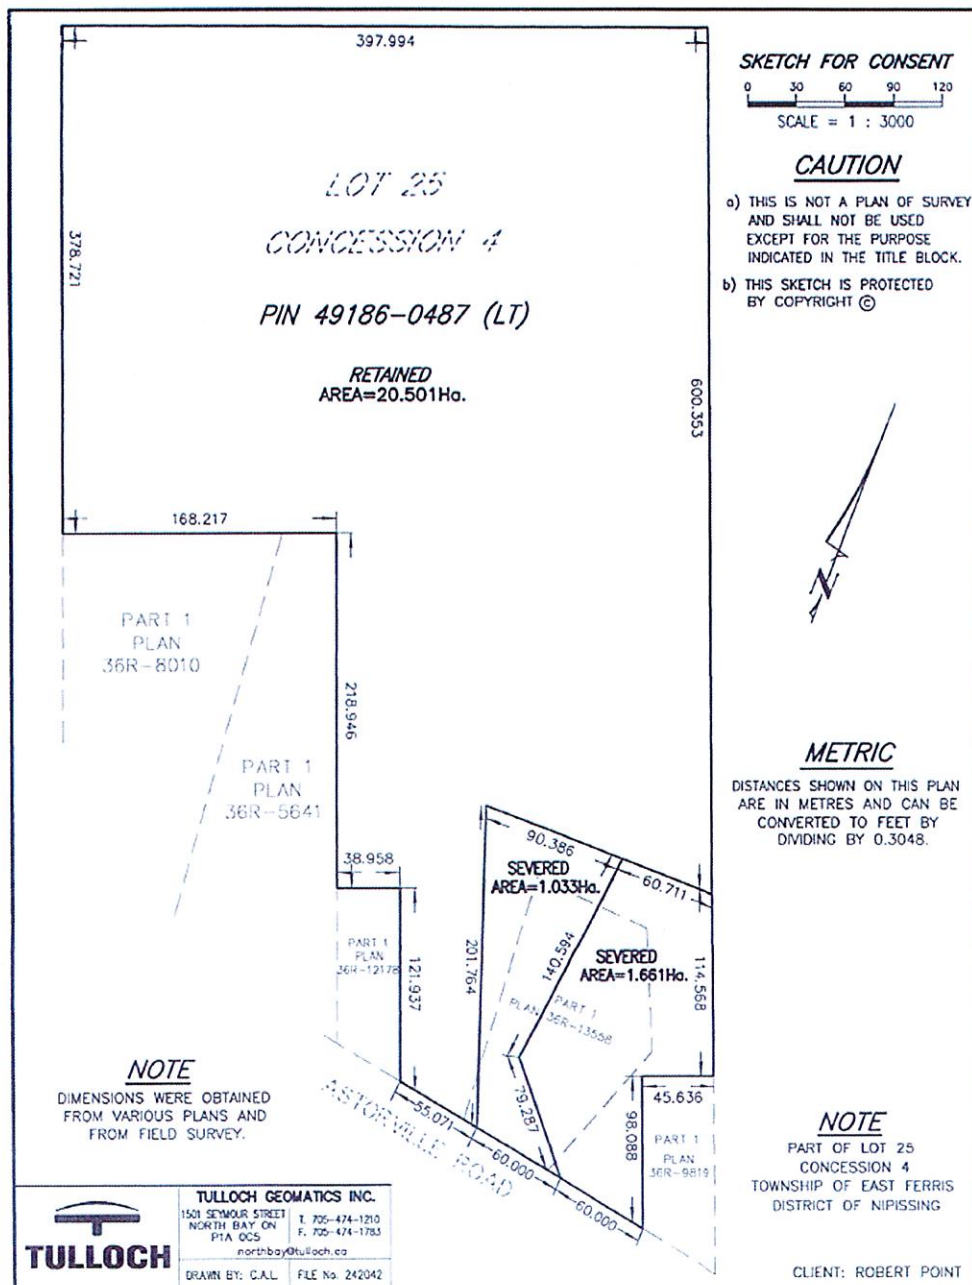 397.994
SKETCH FOR CONSENT
0 30 60 90 120
SCALE = 1 : 3000
CAUTION
a) THIS IS NOT A PLAN OF SURVEY
AND SHALL NOT BE USED
EXCEPT FOR THE PURPOSE
INDICATED IN THE TITLE BLOCK.
b) THIS SKETCH IS PROTECTED
BY COPYRIGHT ©
LOT 25
CONCESSION 4
PIN 49186-0487 (LT)
RETAINED
AREA=20.501Ha.
378.721
600.353
168.217
N
PART 1
PLAN
36R-8010
218.946
PART 1
PLAN
36R-5641
METRIC
DISTANCES SHOWN ON THIS PLAN
ARE IN METRES AND CAN BE
CONVERTED TO FEET BY
DIVIDING BY 0.3048.
38.958
90.386
SEVERED
AREA=1.033Ha.
60.711
PART 1
PLAN
36R-12178
121.937
201.764
140.594
SEVERED
AREA=1.661Ha.
114.568
PART 1
PLAN 36R-13558
79.287
45.636
98.088
PART 1
PLAN
36R-9819
NOTE
DIMENSIONS WERE OBTAINED
FROM VARIOUS PLANS AND
FROM FIELD SURVEY.
ASTORVILLE ROAD
55.071
60.000
60.000
NOTE
PART OF LOT 25
CONCESSION 4
TOWNSHIP OF EAST FERRIS
DISTRICT OF NIPISSING
TULLOCH
TULLOCH GEOMATICS INC.
1501 SEYMOUR STREET
NORTH BAY ON
P1A 0C5
T. 705-474-1210
F. 705-474-1783
northbay@tulloch.ca
DRAWN BY: C.A.L. FILE No. 242042
CLIENT: ROBERT POINT